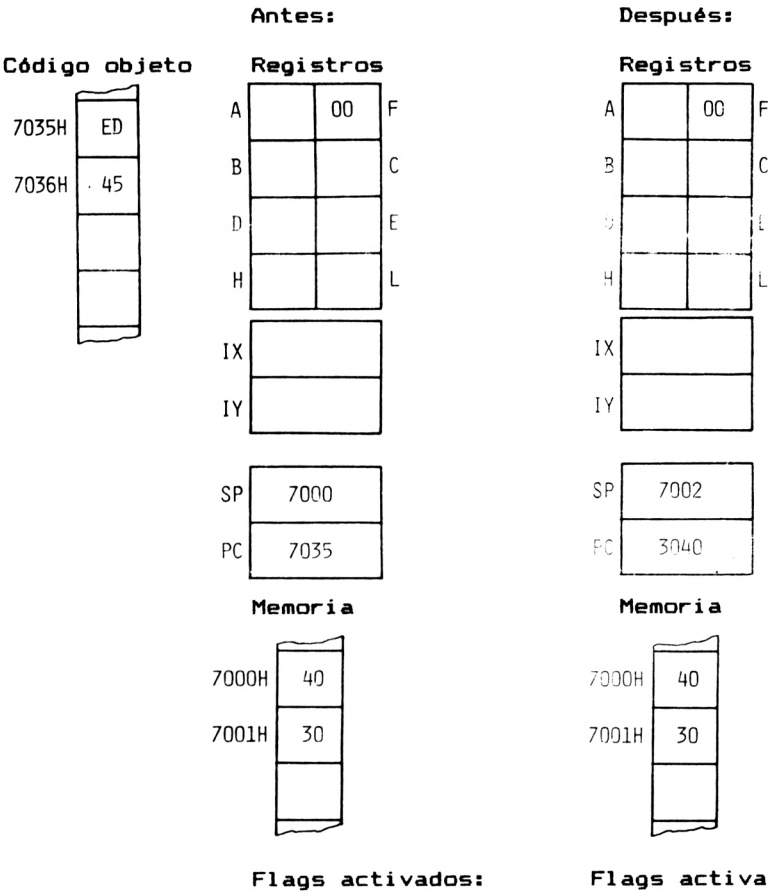 Antes: Después:
Código objeto Registros Registros
A 00 F A 00 F
7035H ED
B C B C
7036H 45
D E
H L H L
IX IX
IY IY
SP 7000 SP 7002
PC 7035 PC 3040
Memoria Memoria
7000H 40 7000H 40
7001H 30 7001H 30
Flags activados: Flags activa